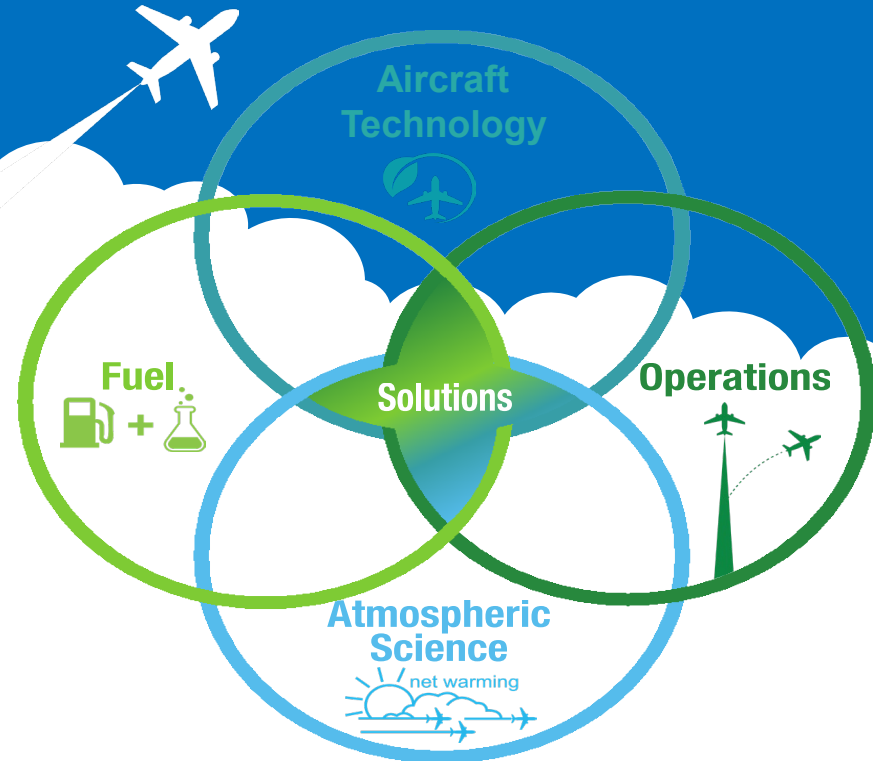 Aircraft
Technology
Fuel
+
Solutions
Operations
Atmospheric
Science
net warming